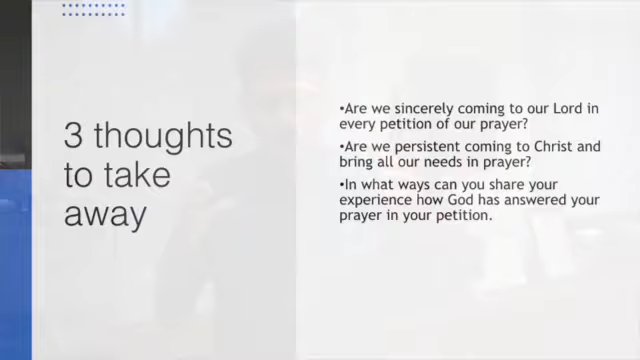 3 thoughts
to take
away
•Are we sincerely coming to our Lord in
every petition of our prayer?
•Are we persistent coming to Christ and
bring all our needs in prayer?
•In what ways can you share your
experience how God has answered your
prayer in your petition.